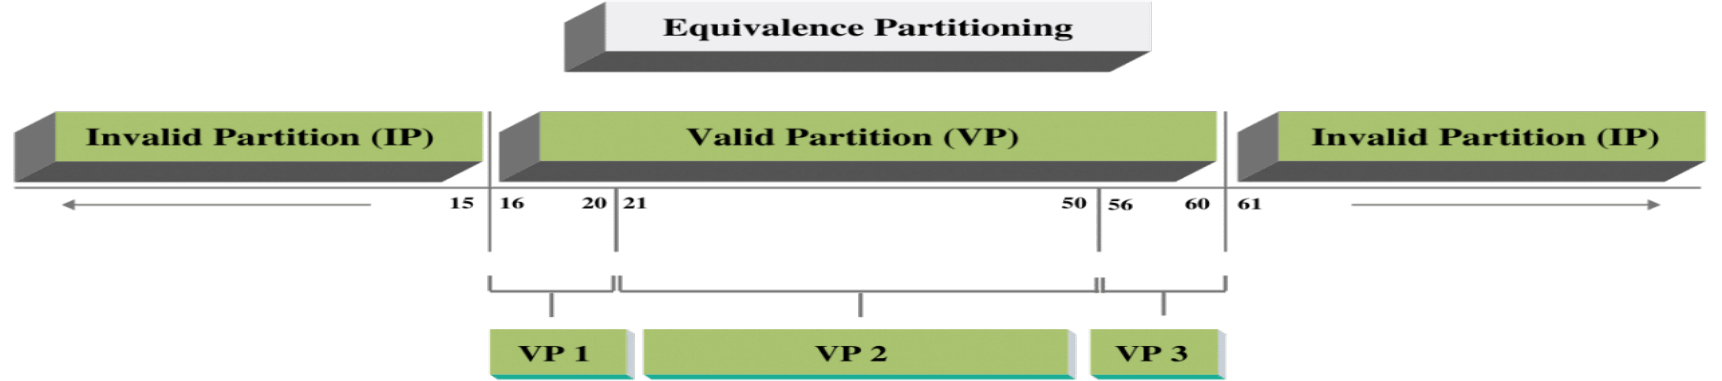 Equivalence Partitioning
Invalid Partition (IP) Valid Partition (VP) Invalid Partition (IP)
15 16 20 21 50 56 60 61
VP 1 VP 2 VP 3